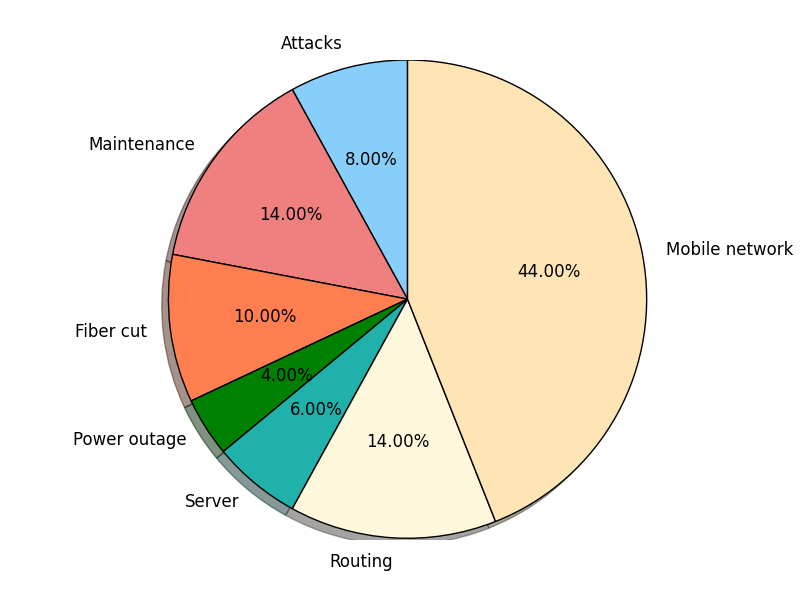 Attacks
8.00%
Maintenance
14.00%
Fiber cut
10.00%
Power outage
4.00%
Server
6.00%
Routing
14.00%
Mobile network
44.00%